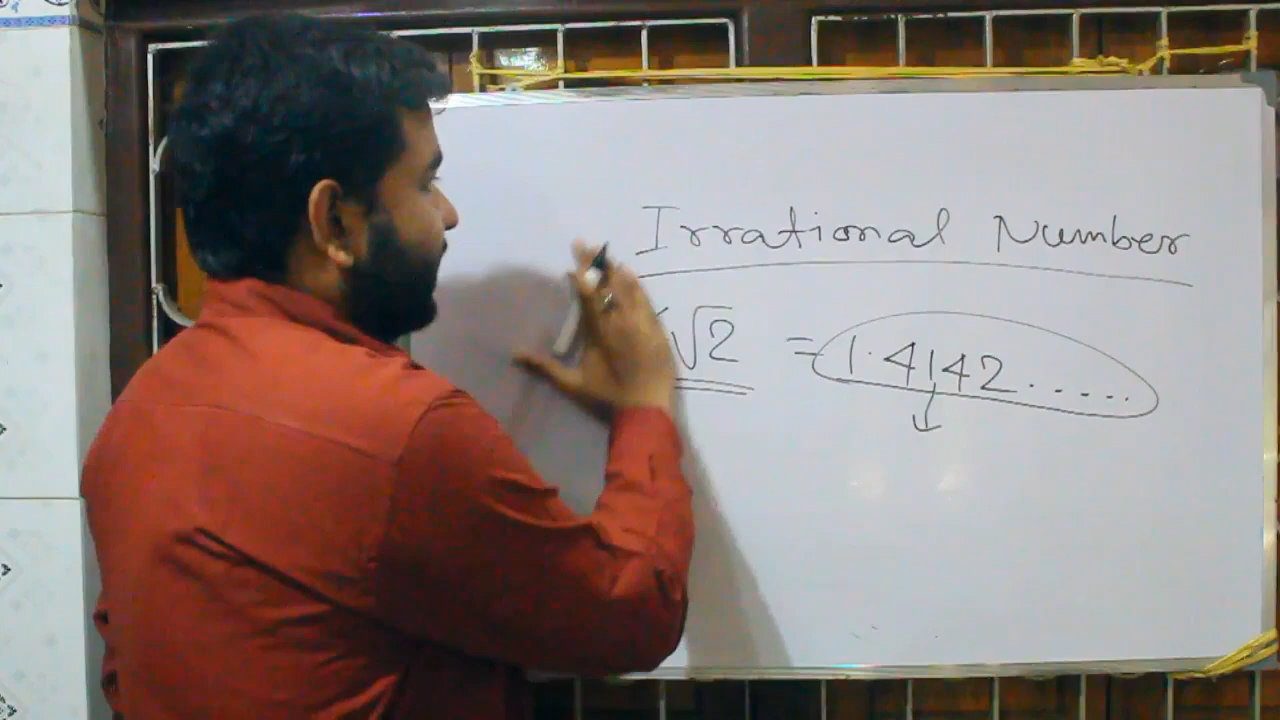 Irrational Number
√2 = 1.4142.....